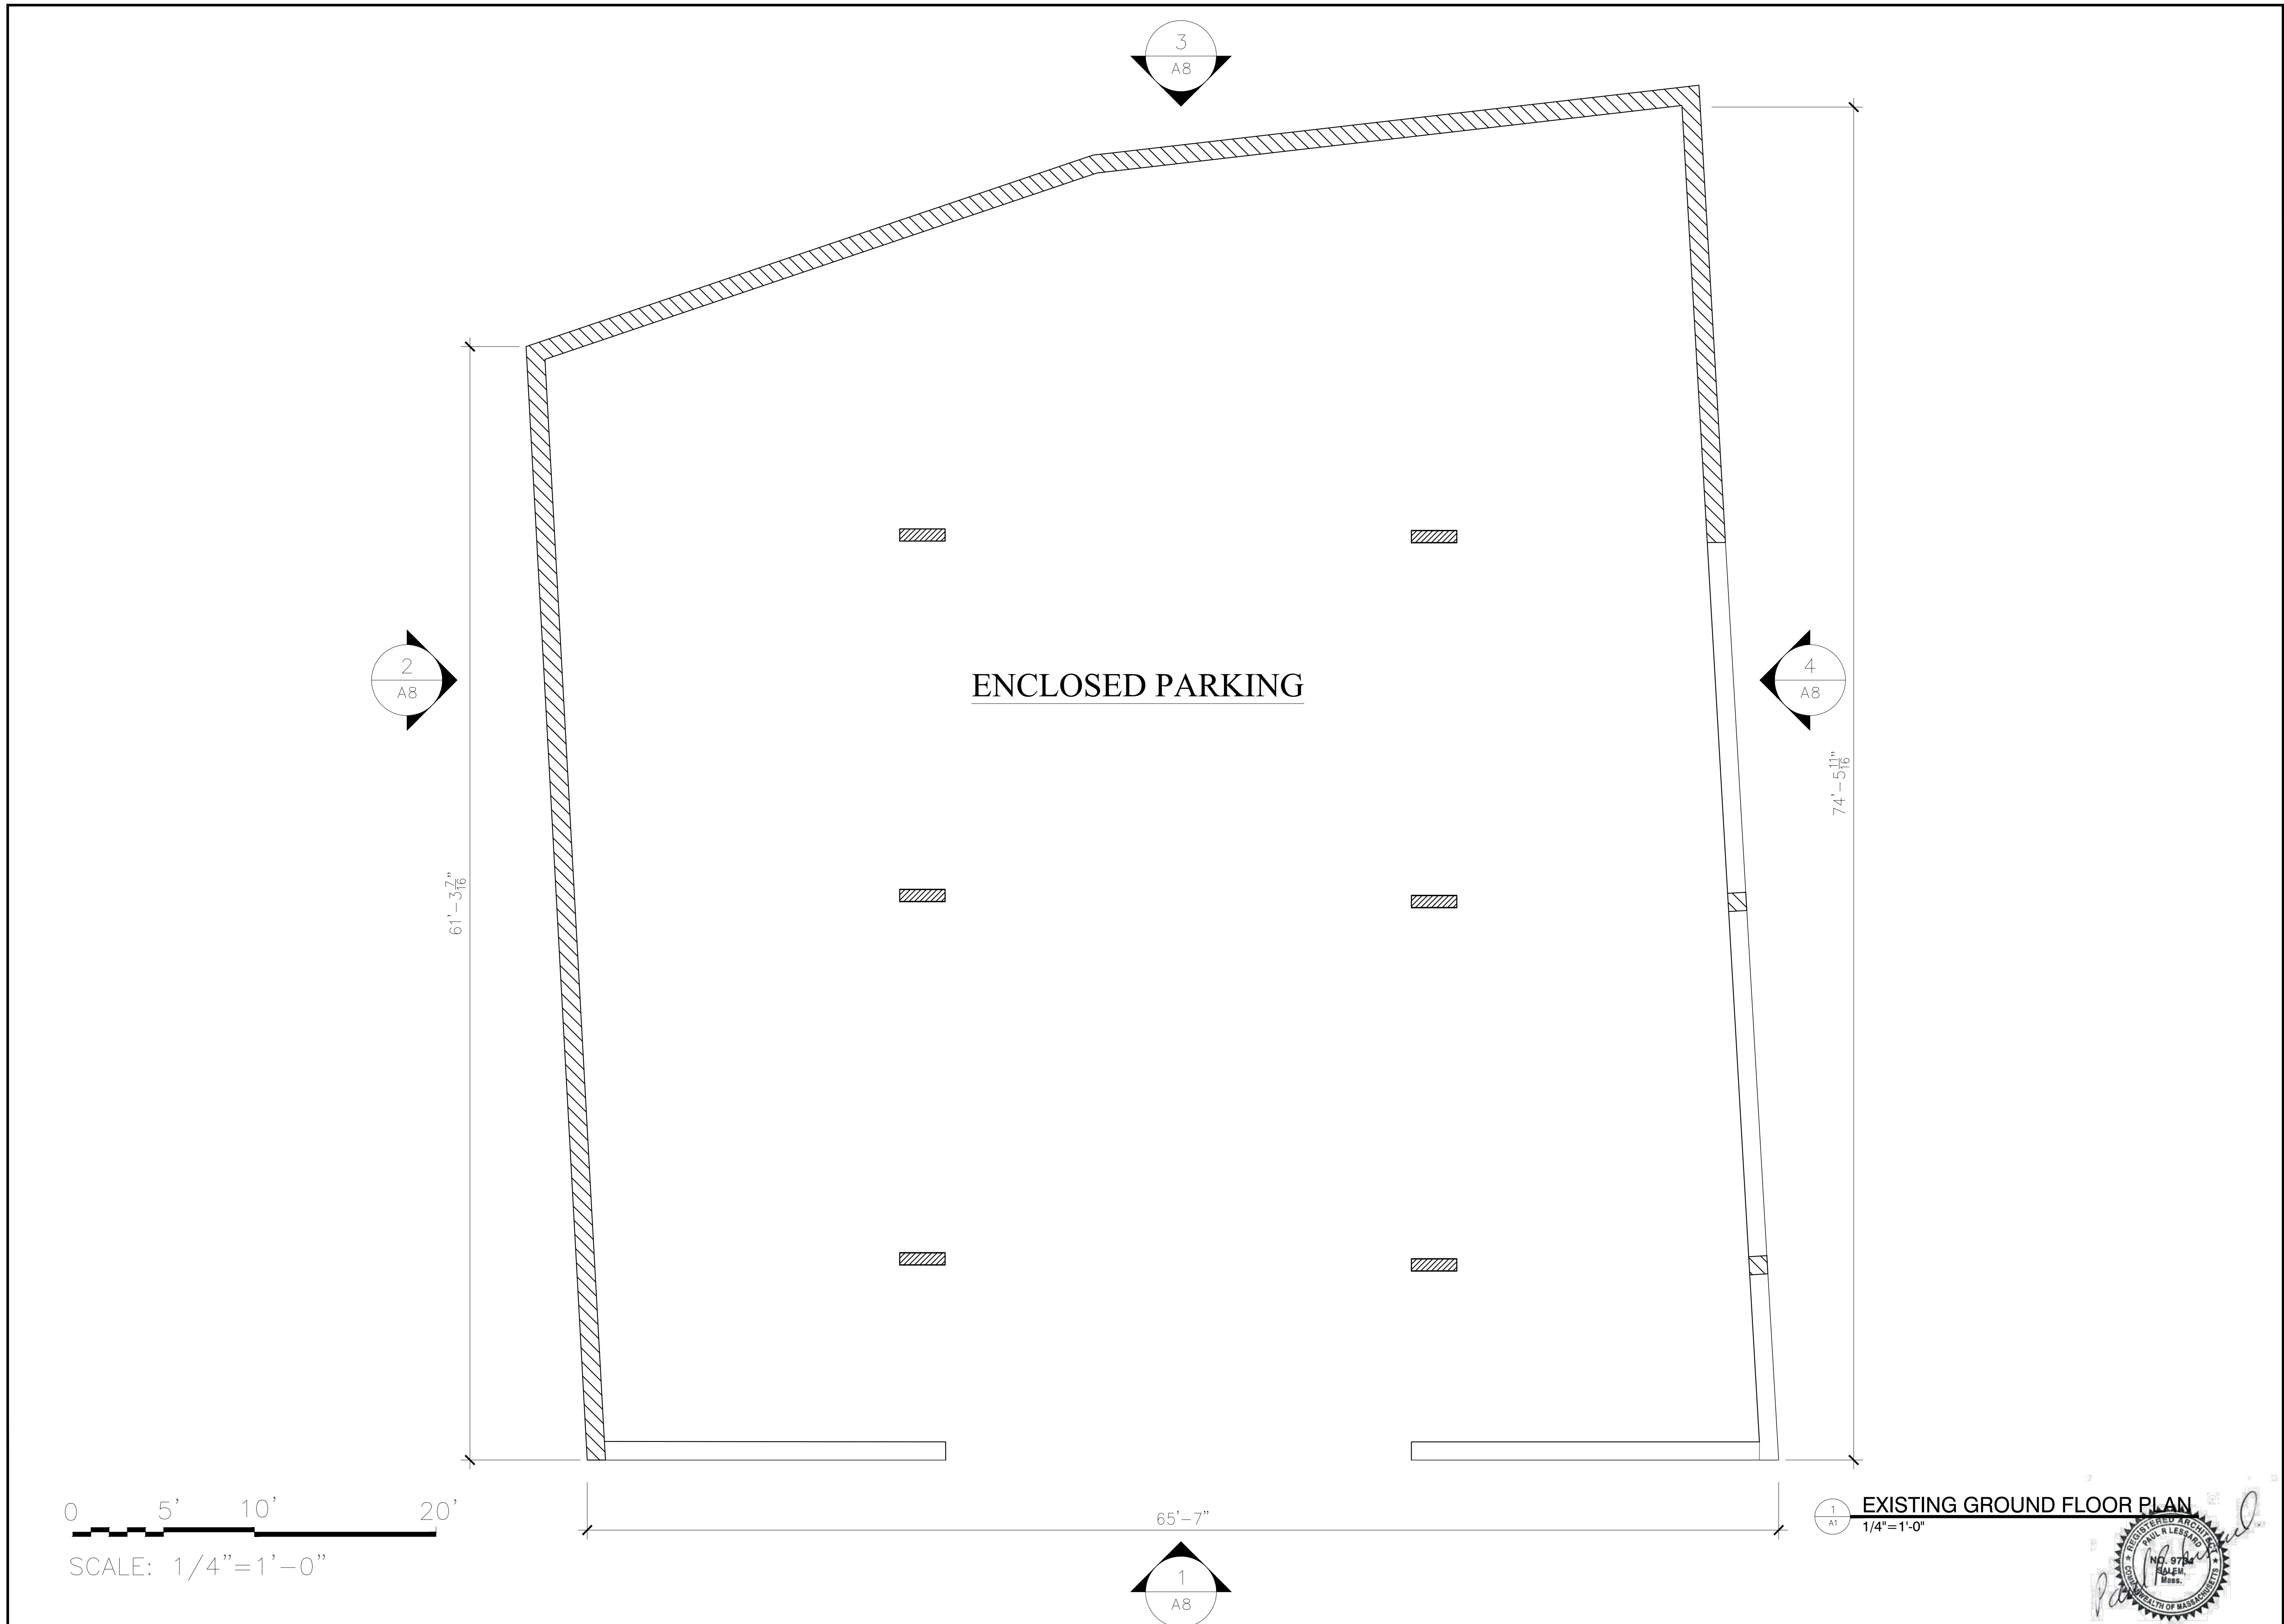 3
A8
2
A8
ENCLOSED PARKING
4
A8
61'-3 7/16"
74'-5 11/16"
65'-7"
0 5' 10' 20'
SCALE: 1/4"=1'-0"
1
A8
1
A1
EXISTING GROUND FLOOR PLAN
1/4"=1'-0"
REGISTERED ARCHITECT
PAUL R LESSARD
NO. 9734
SALEM,
Mass.
COMMONWEALTH OF MASSACHUSETTS